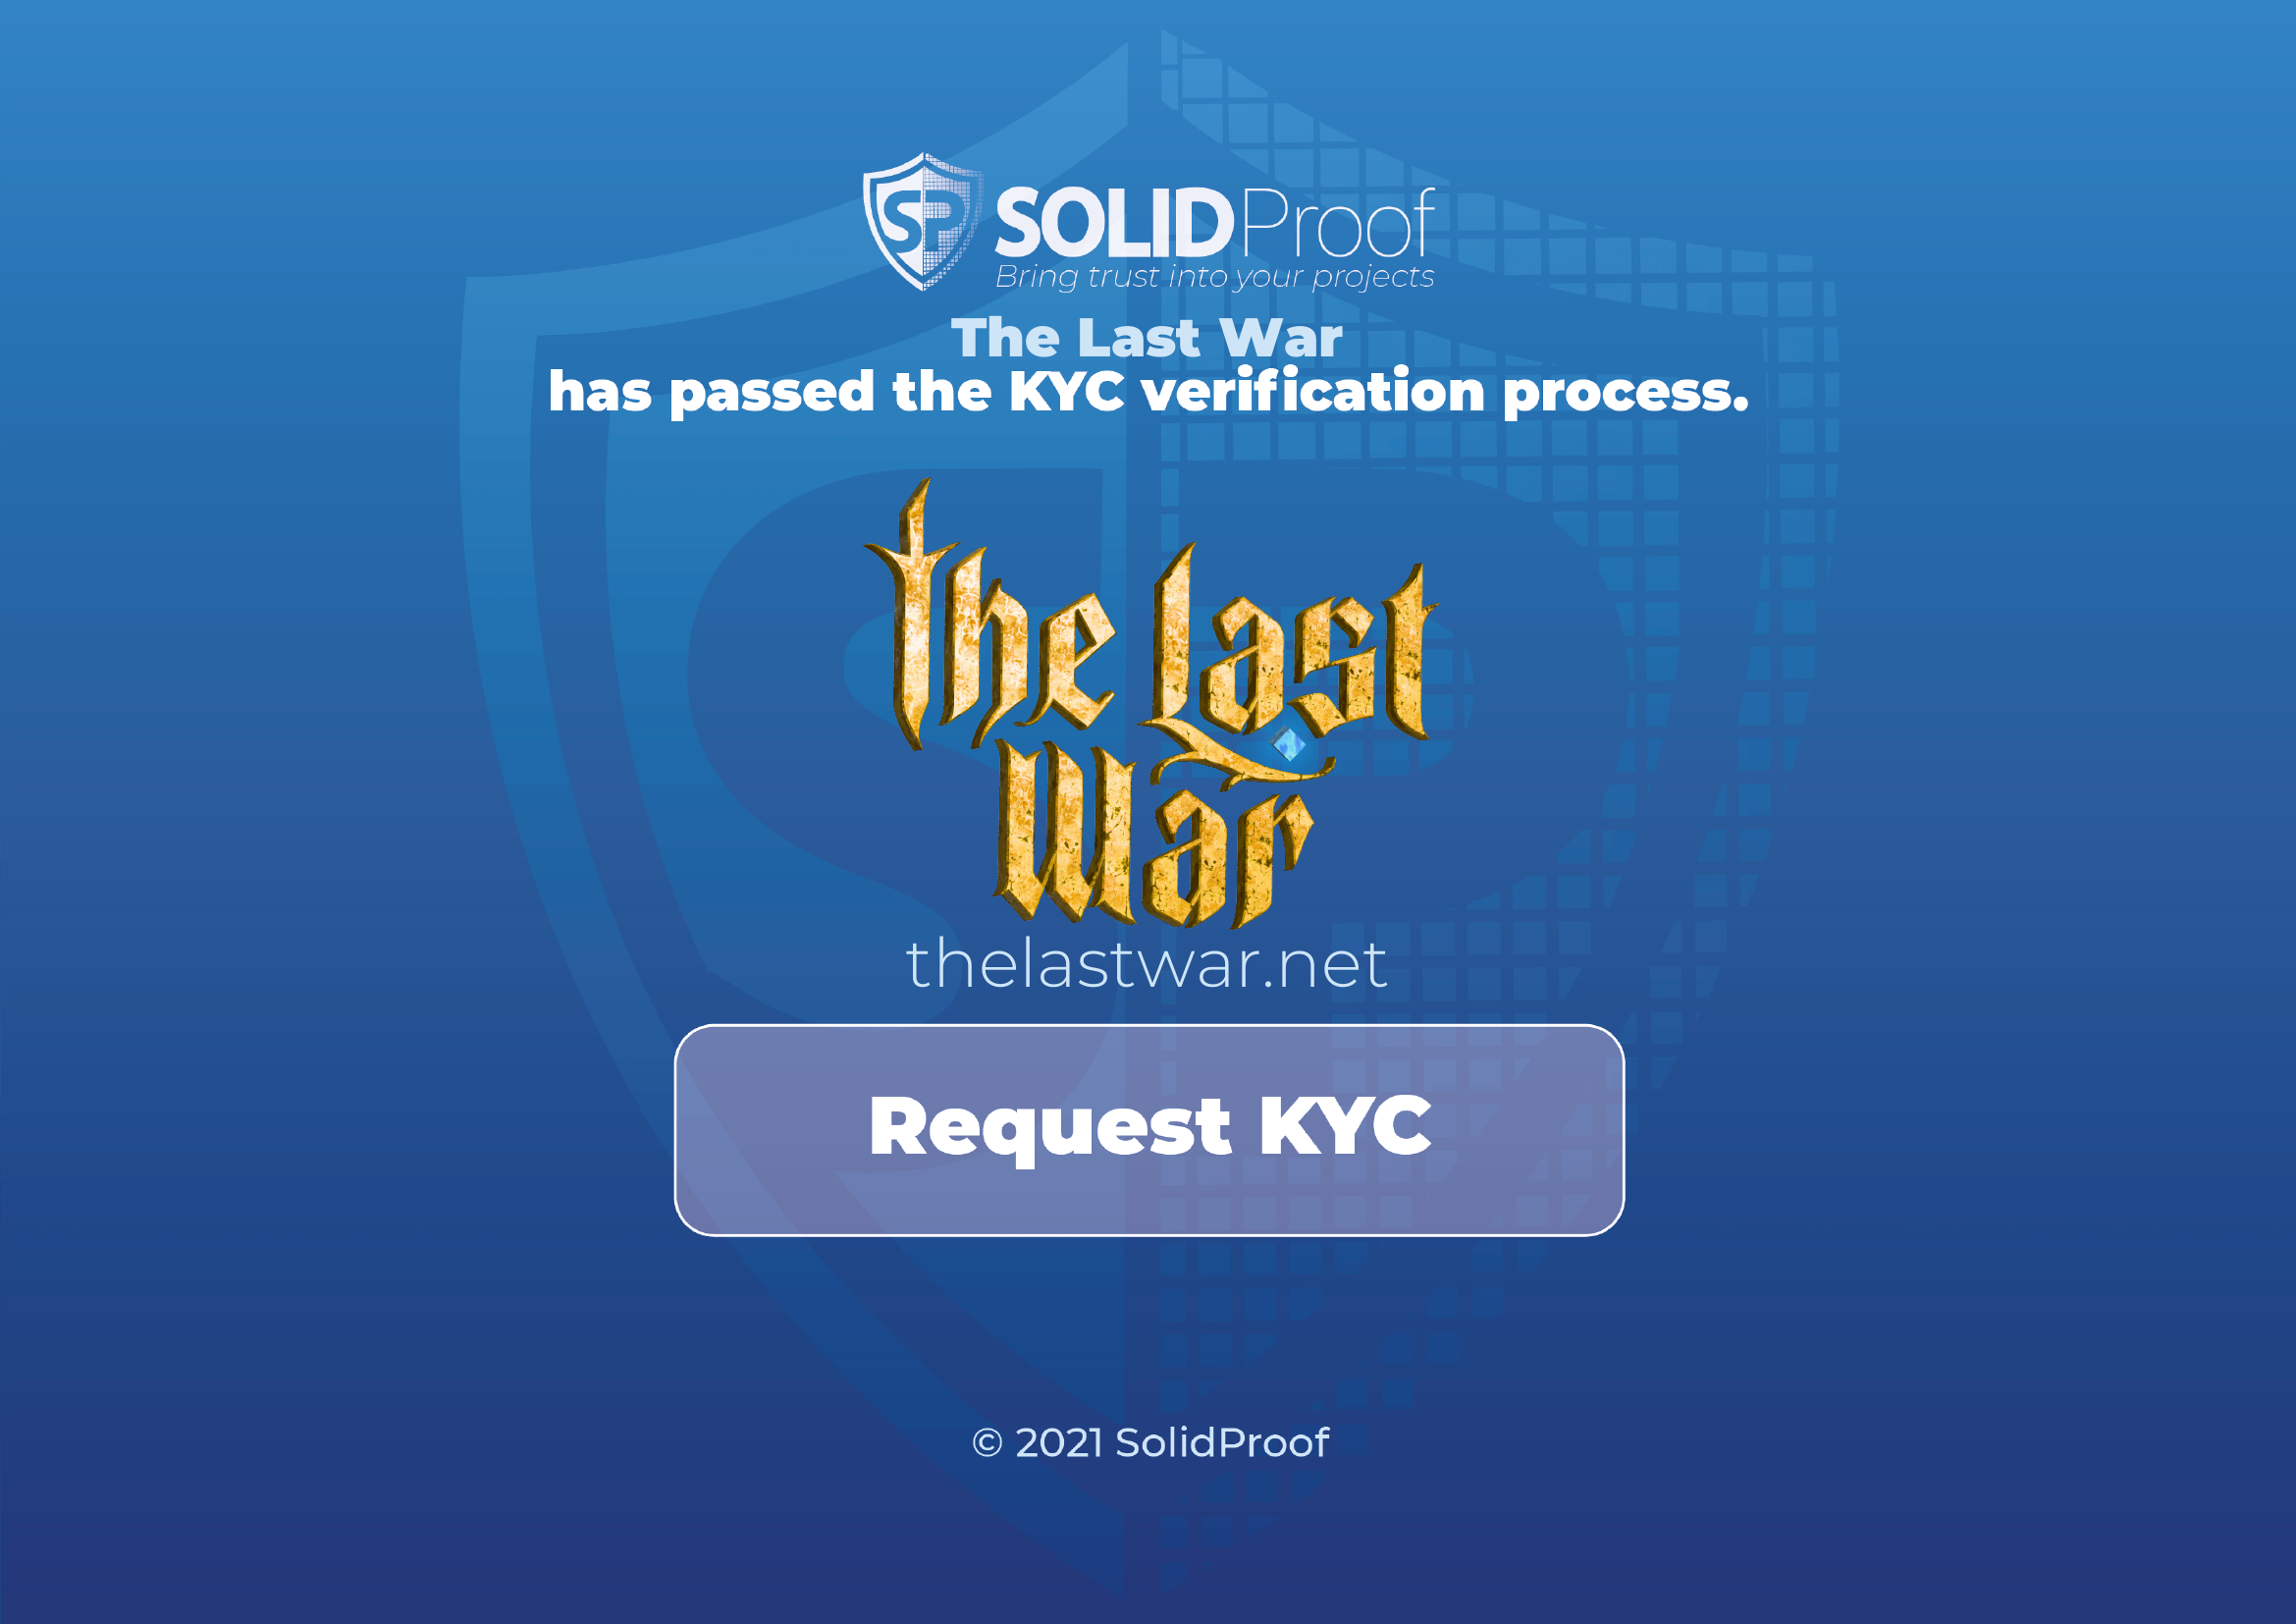 SP SOLIDProof
Bring trust into your projects
The Last War
has passed the KYC verification process.
the last
war
thelastwar.net
Request KYC
© 2021 SolidProof